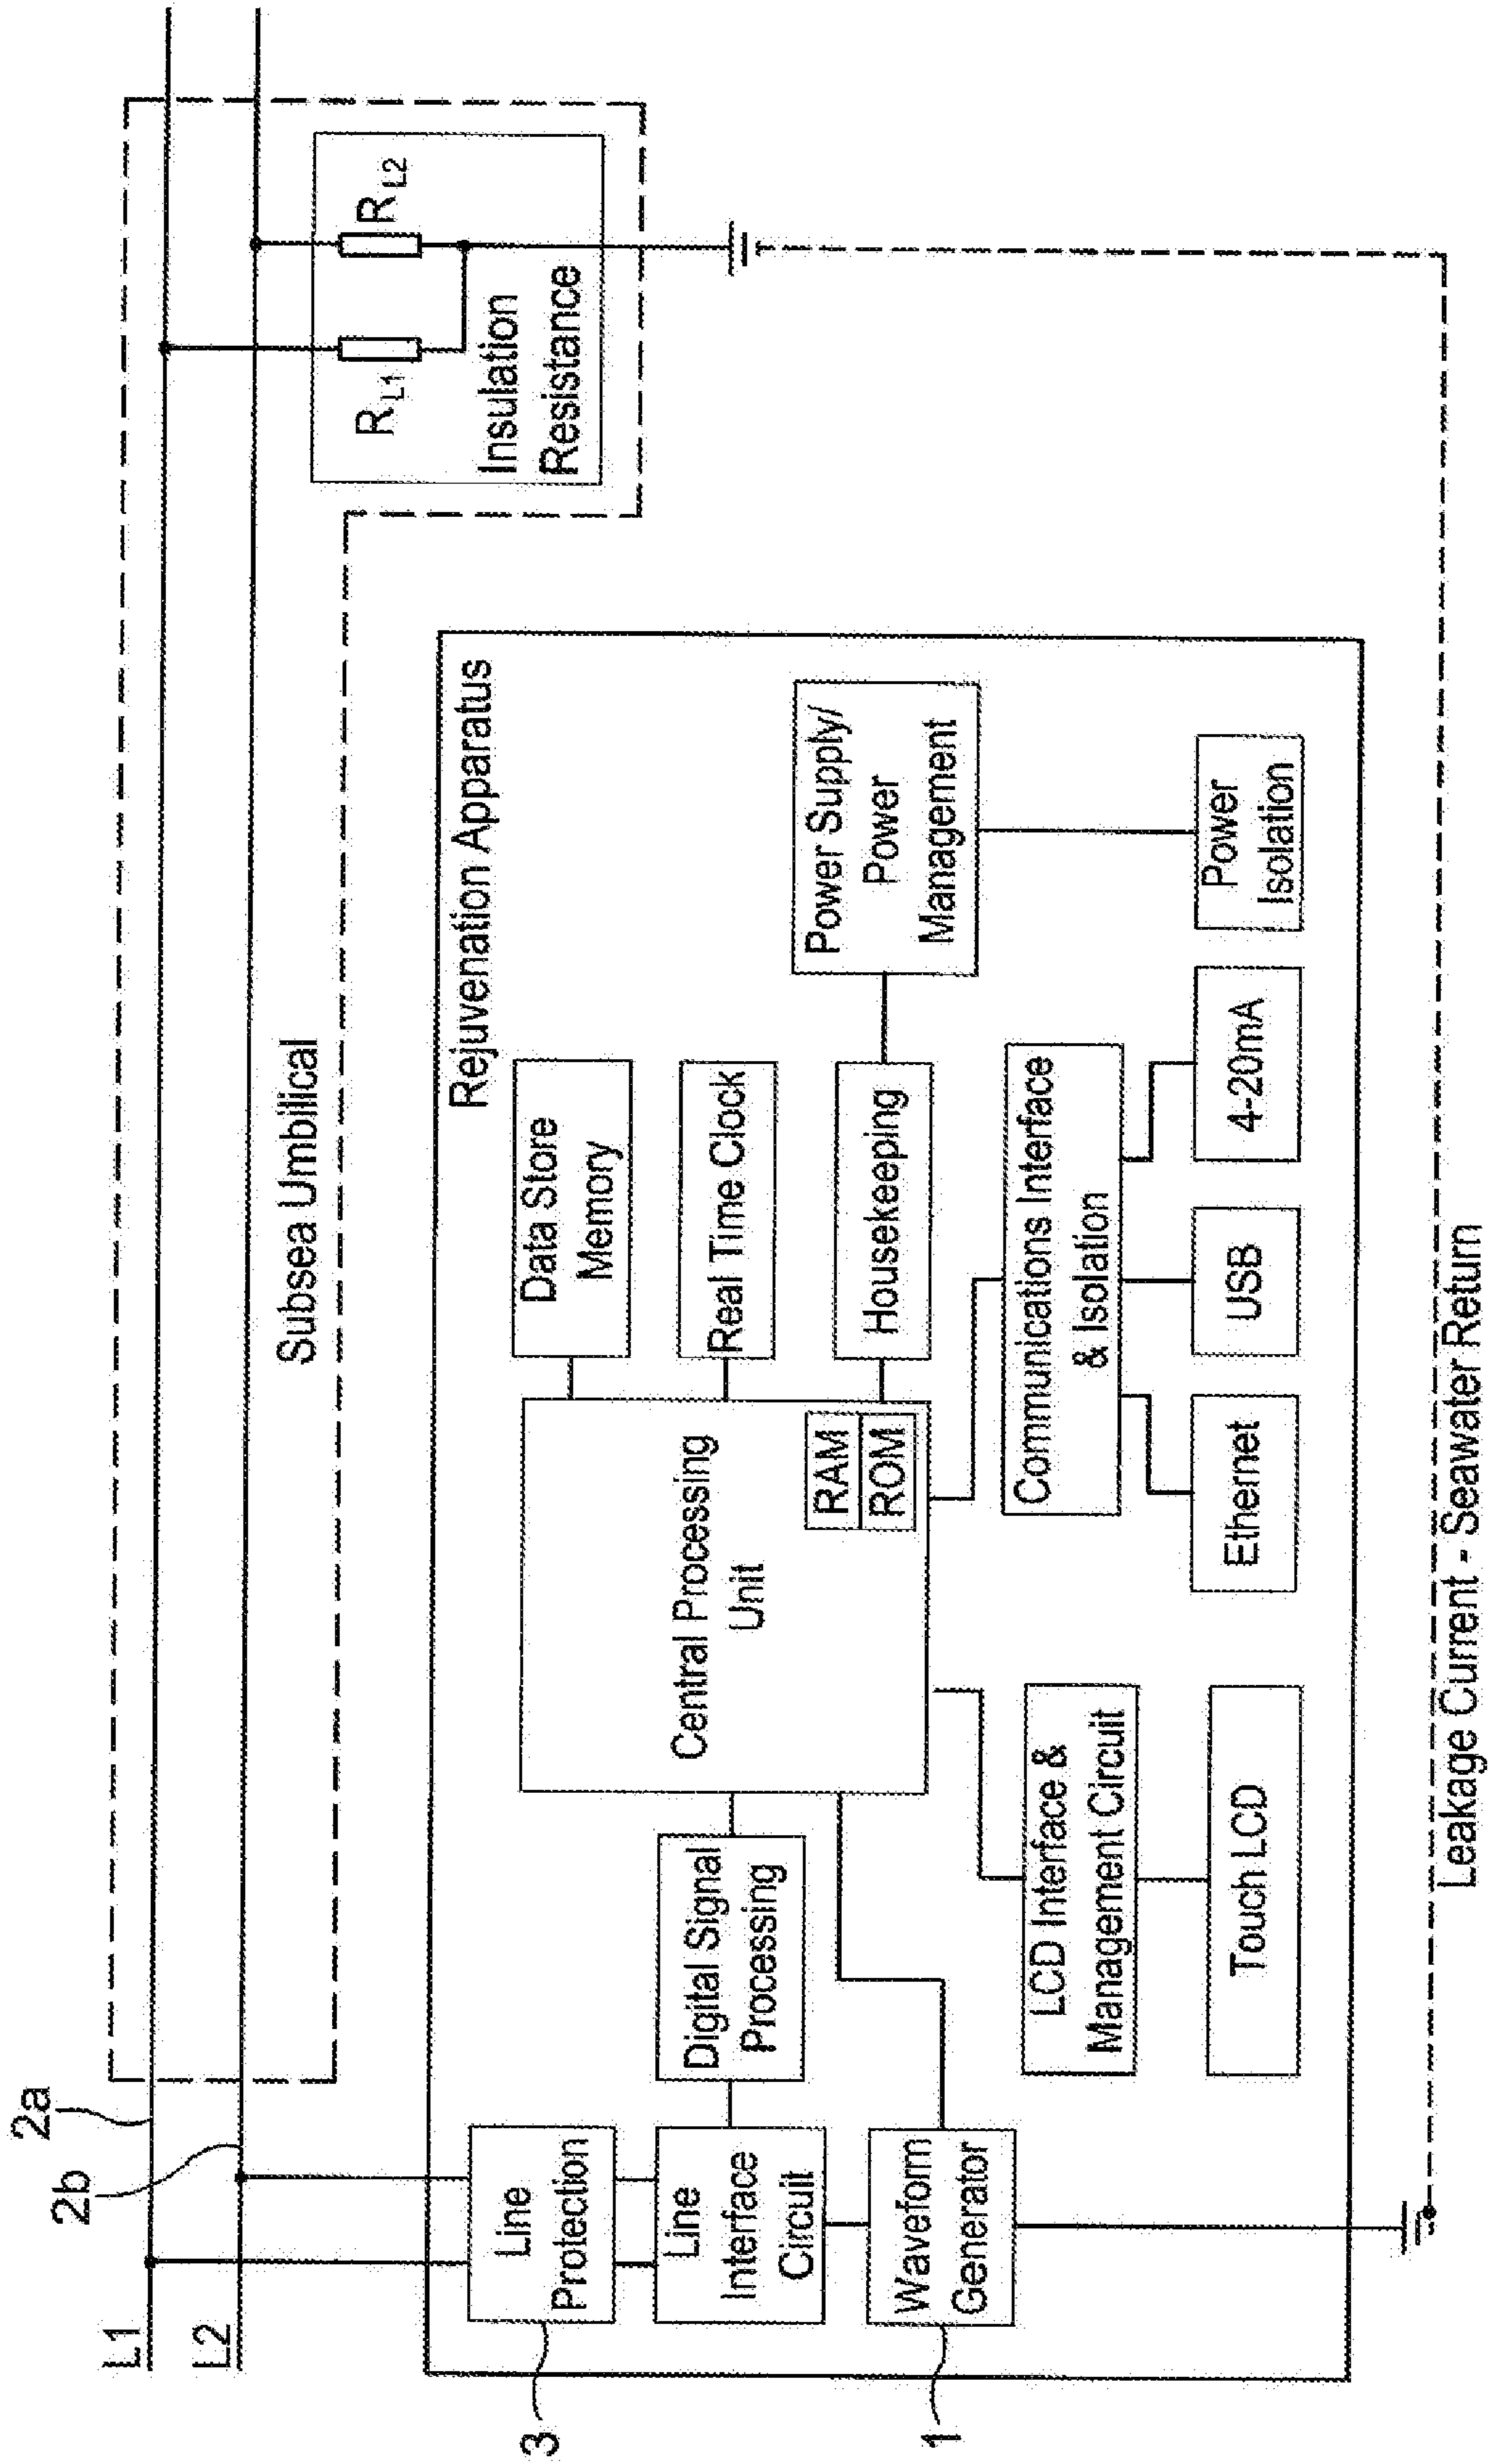 L1
L2
2a
2b
Subsea Umbilical
R L1
R L2
Insulation
Resistance
Rejuvenation Apparatus
3
Line
Protection
Line
Interface
Circuit
1
Waveform
Generator
Digital Signal
Processing
Central Processing
Unit
RAM
ROM
Data Store
Memory
Real Time Clock
Housekeeping
Power Supply/
Power
Management
Power
Isolation
Communications Interface
& Isolation
Ethernet
USB
4-20mA
LCD Interface &
Management Circuit
Touch LCD
Leakage Current - Seawater Return